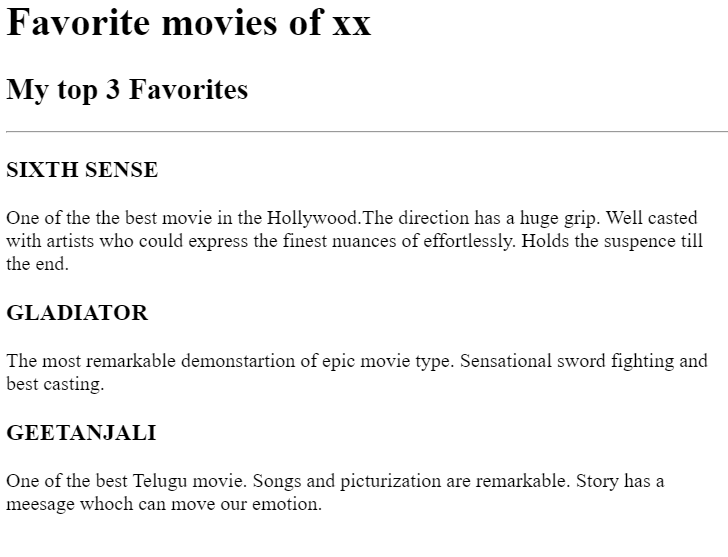 Favorite movies of xx
My top 3 Favorites
SIXTH SENSE
One of the the best movie in the Hollywood.The direction has a huge grip. Well casted
with artists who could express the finest nuances of effortlessly. Holds the suspence till
the end.
GLADIATOR
The most remarkable demonstartion of epic movie type. Sensational sword fighting and
best casting.
GEETANJALI
One of the best Telugu movie. Songs and picturization are remarkable. Story has a
meesage whoch can move our emotion.